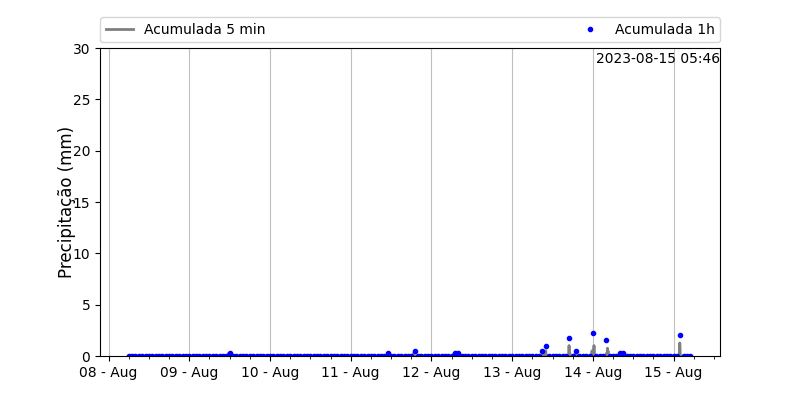 Acumulada 5 min
Acumulada 1h
2023-08-15 05:46
Precipitação (mm)
30
25
20
15
10
5
0
08 - Aug 09 - Aug 10 - Aug 11 - Aug 12 - Aug 13 - Aug 14 - Aug 15 - Aug